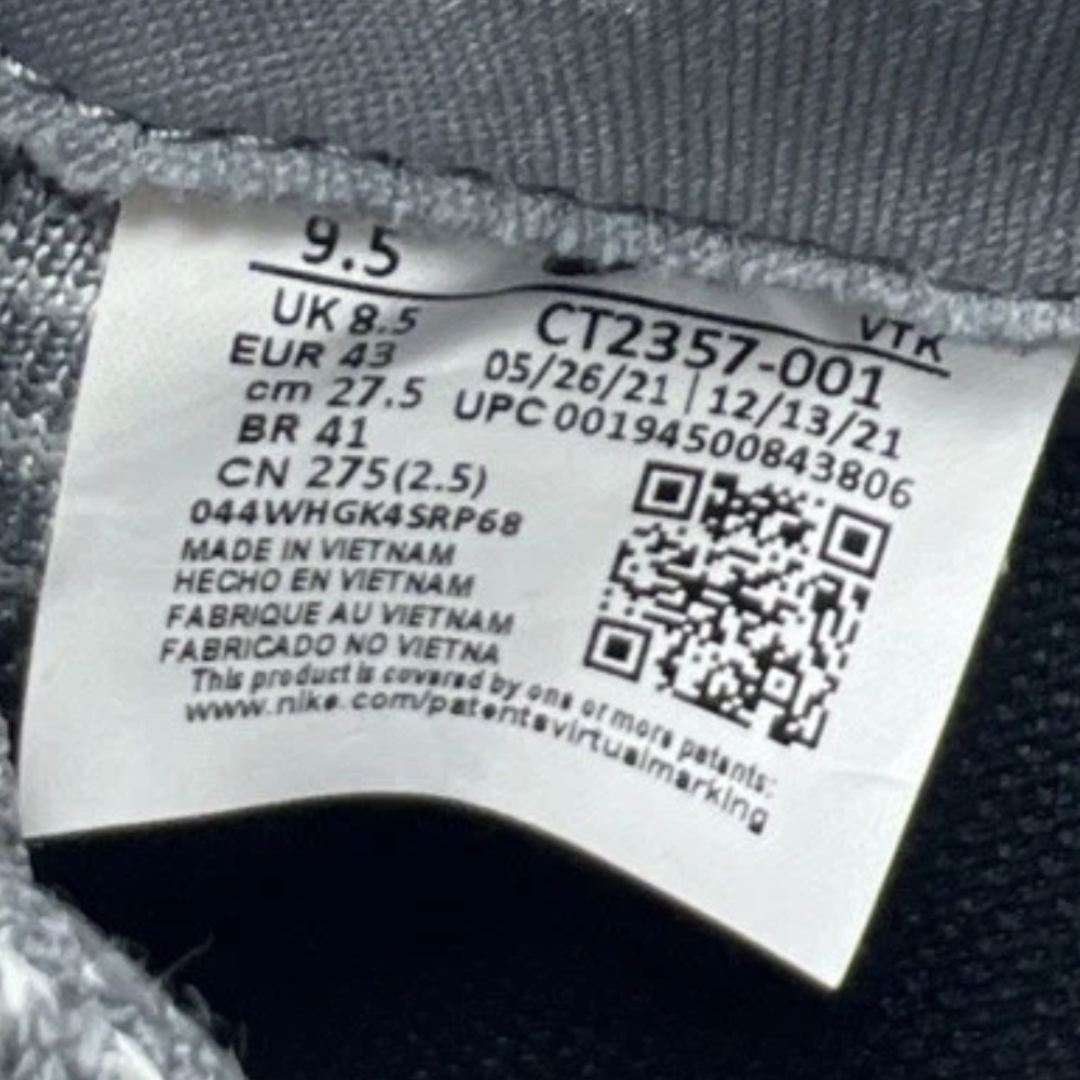 9.5
VTK
UK 8.5
EUR 43
cm 27.5
BR 41
CN 275(2.5)
044WHGK4SRP68
MADE IN VIETNAM
HECHO EN VIETNAM
FABRIQUE AU VIETNAM
FABRICADO NO VIETNA
CT2357-001
05/26/21 | 12/13/21
UPC 00194500843806
This product is covered by one or more patents:
www.nike.com/patentsvirtualmarking